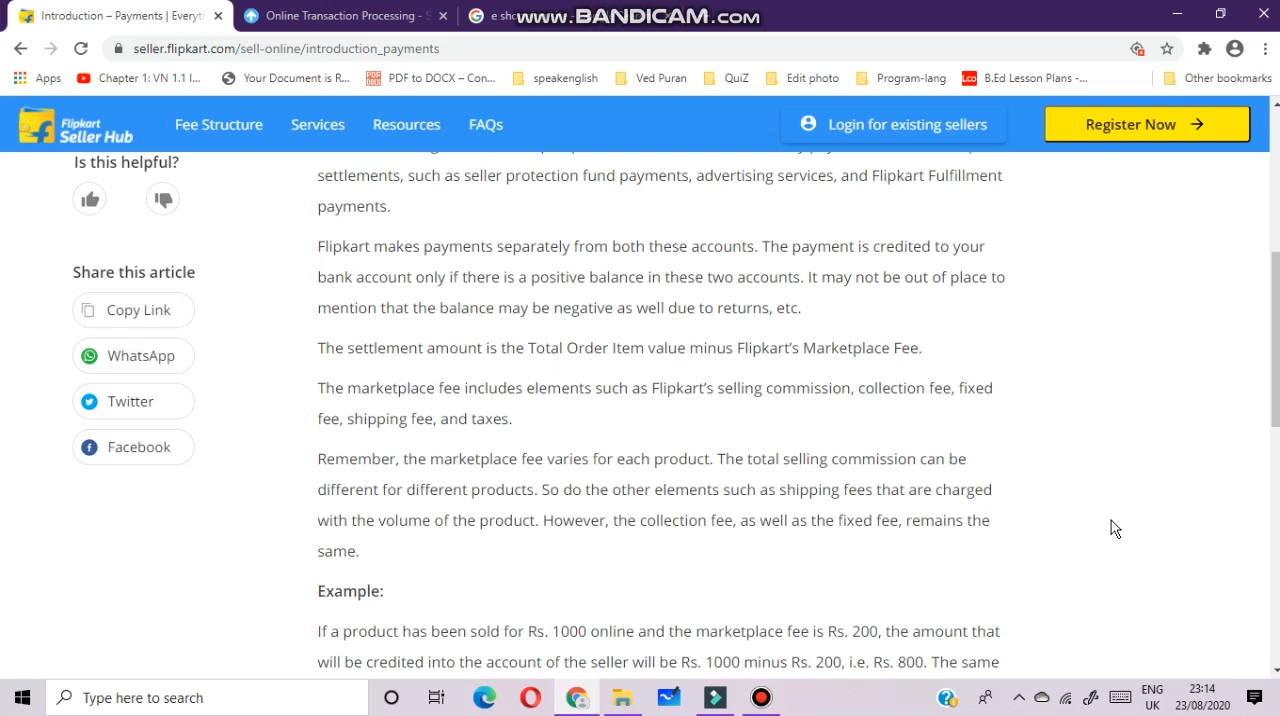 Introduction – Payments | Everyt
Online Transaction Processing - S
e sho
www.BANDICAM.com
seller.flipkart.com/sell-online/introduction_payments
Apps
Chapter 1: VN 1.1 I...
Your Document is R...
PDF to DOCX – Con...
speakenglish
Ved Puran
QuiZ
Edit photo
Program-lang
Lco
B.Ed Lesson Plans -...
Other bookmarks
Flipkart
Seller Hub
Fee Structure
Services
Resources
FAQs
Login for existing sellers
Register Now →
Is this helpful?
Share this article
Copy Link
WhatsApp
Twitter
Facebook
settlements, such as seller protection fund payments, advertising services, and Flipkart Fulfillment
payments.
Flipkart makes payments separately from both these accounts. The payment is credited to your
bank account only if there is a positive balance in these two accounts. It may not be out of place to
mention that the balance may be negative as well due to returns, etc.
The settlement amount is the Total Order Item value minus Flipkart's Marketplace Fee.
The marketplace fee includes elements such as Flipkart's selling commission, collection fee, fixed
fee, shipping fee, and taxes.
Remember, the marketplace fee varies for each product. The total selling commission can be
different for different products. So do the other elements such as shipping fees that are charged
with the volume of the product. However, the collection fee, as well as the fixed fee, remains the
same.
Example:
If a product has been sold for Rs. 1000 online and the marketplace fee is Rs. 200, the amount that
will be credited into the account of the seller will be Rs. 1000 minus Rs. 200, i.e. Rs. 800. The same
Type here to search
ENG
UK
23:14
23/08/2020